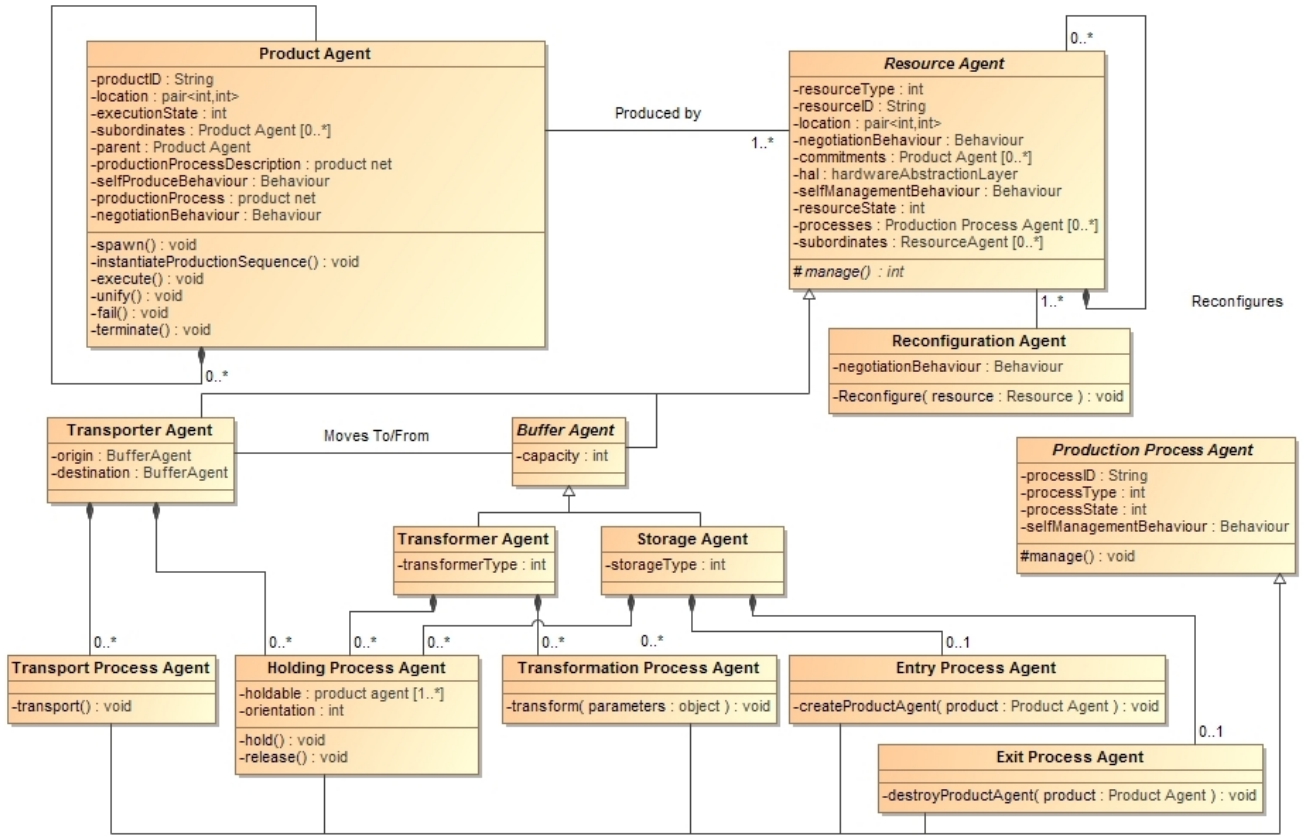 Product Agent
-productID : String
-location : pair<int,int>
-executionState : int
-subordinates : Product Agent [0..*]
-parent : Product Agent
-productionProcessDescription : product net
-selfProduceBehaviour : Behaviour
-productionProcess : product net
-negotiationBehaviour : Behaviour
-spawn() : void
-instantiateProductionSequence() : void
-execute() : void
-unify() : void
-fail() : void
-terminate() : void
0..*
Produced by
1..*
0..*
Resource Agent
-resourceType : int
-resourceID : String
-location : pair<int,int>
-negotiationBehaviour : Behaviour
-commitments : Product Agent [0..*]
-hal : hardwareAbstractionLayer
-selfManagementBehaviour : Behaviour
-resourceState : int
-processes : Production Process Agent [0..*]
-subordinates : ResourceAgent [0..*]
#manage() : int
1..*
Reconfigures
Reconfiguration Agent
-negotiationBehaviour : Behaviour
-Reconfigure( resource : Resource ) : void
Transporter Agent
-origin : BufferAgent
-destination : BufferAgent
Moves To/From
Buffer Agent
-capacity : int
Production Process Agent
-processID : String
-processType : int
-processState : int
-selfManagementBehaviour : Behaviour
#manage() : void
Transformer Agent
-transformerType : int
Storage Agent
-storageType : int
0..*
0..*
0..*
0..*
0..*
0..*
0..1
Transport Process Agent
-transport() : void
Holding Process Agent
-holdable : product agent [1..*]
-orientation : int
-hold() : void
-release() : void
Transformation Process Agent
-transform( parameters : object ) : void
Entry Process Agent
-createProductAgent( product : Product Agent ) : void
0..1
Exit Process Agent
-destroyProductAgent( product : Product Agent ) : void